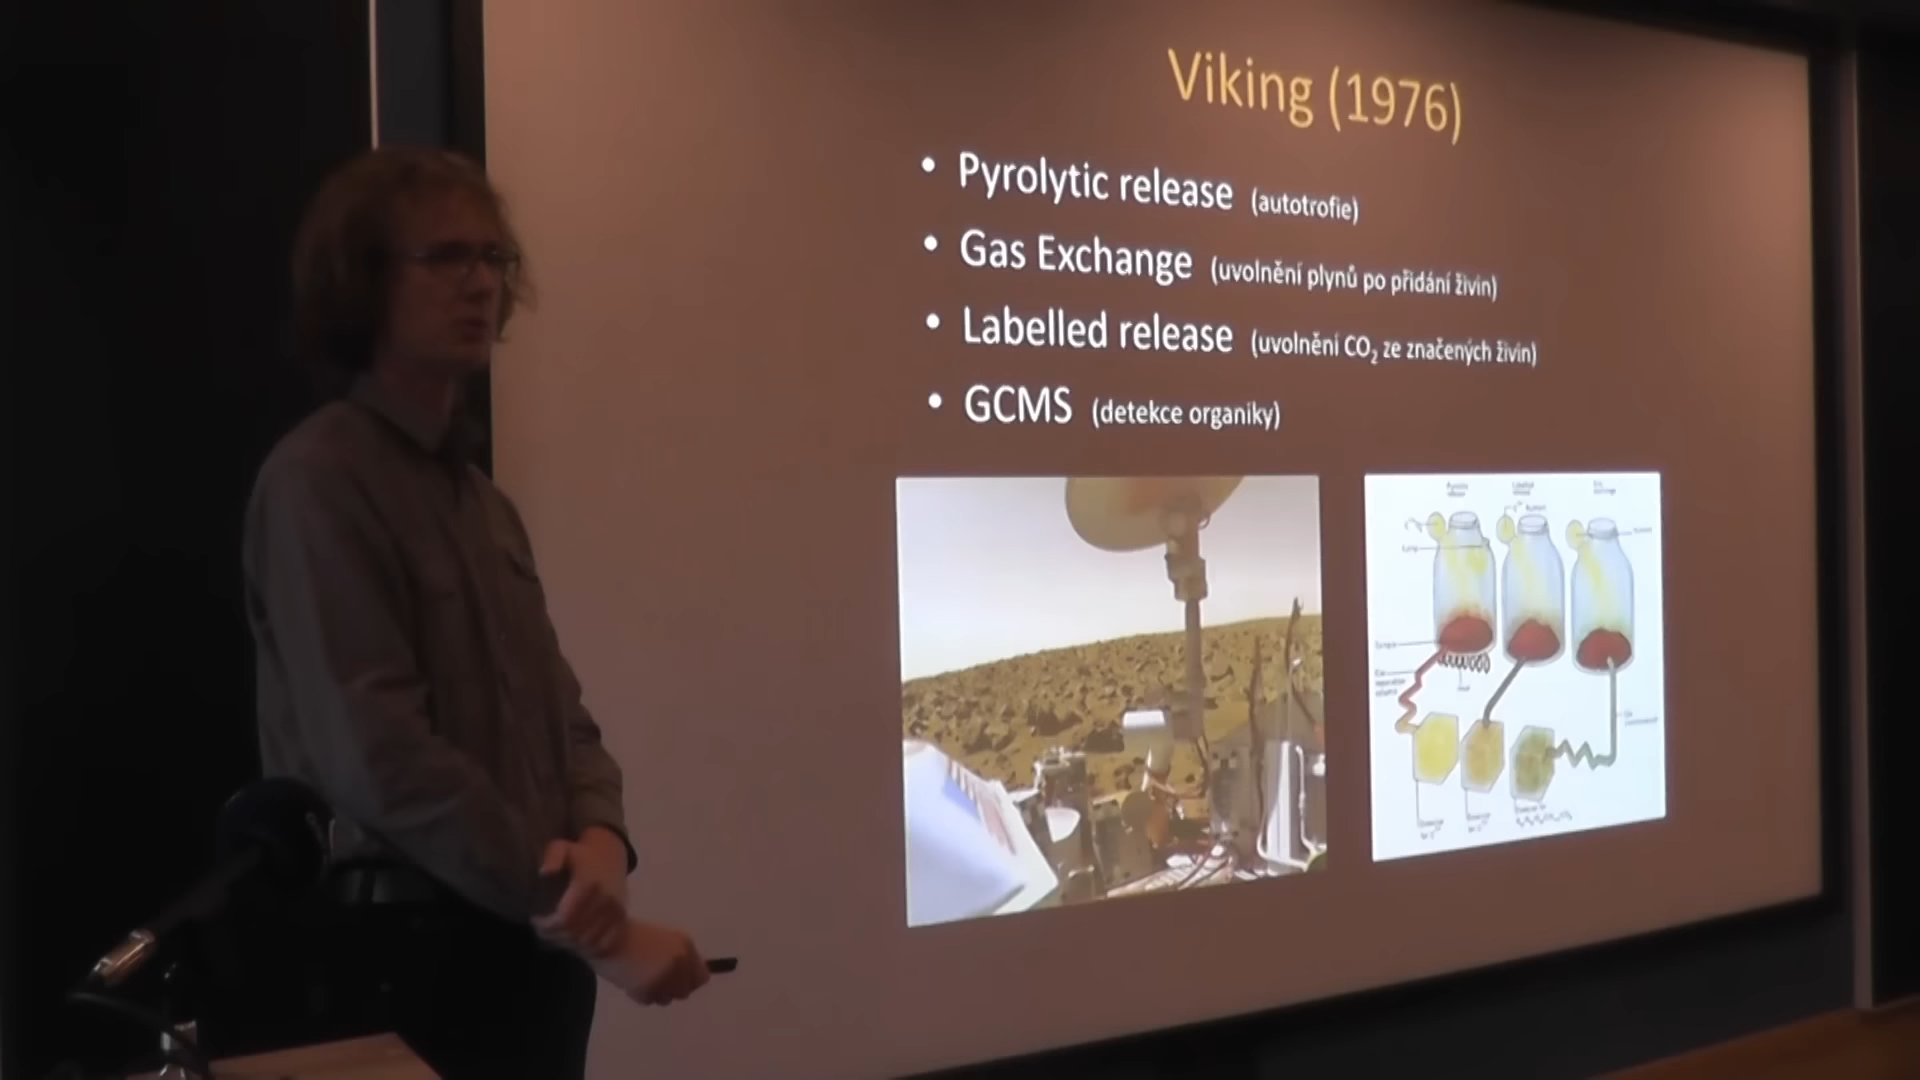 Viking (1976)
• Pyrolytic release (autotrofie)
• Gas Exchange (uvolnění plynů po přidání živin)
• Labelled release (uvolnění CO₂ ze značených živin)
• GCMS (detekce organiky)